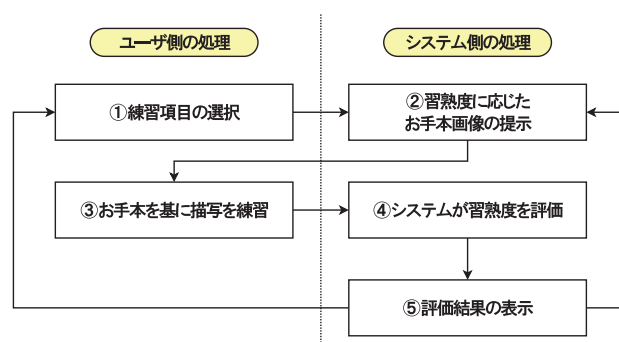 ユーザ側の処理
システム側の処理
①練習項目の選択
②習熟度に応じた
お手本画像の提示
③お手本を基に描写を練習
④システムが習熟度を評価
⑤評価結果の表示